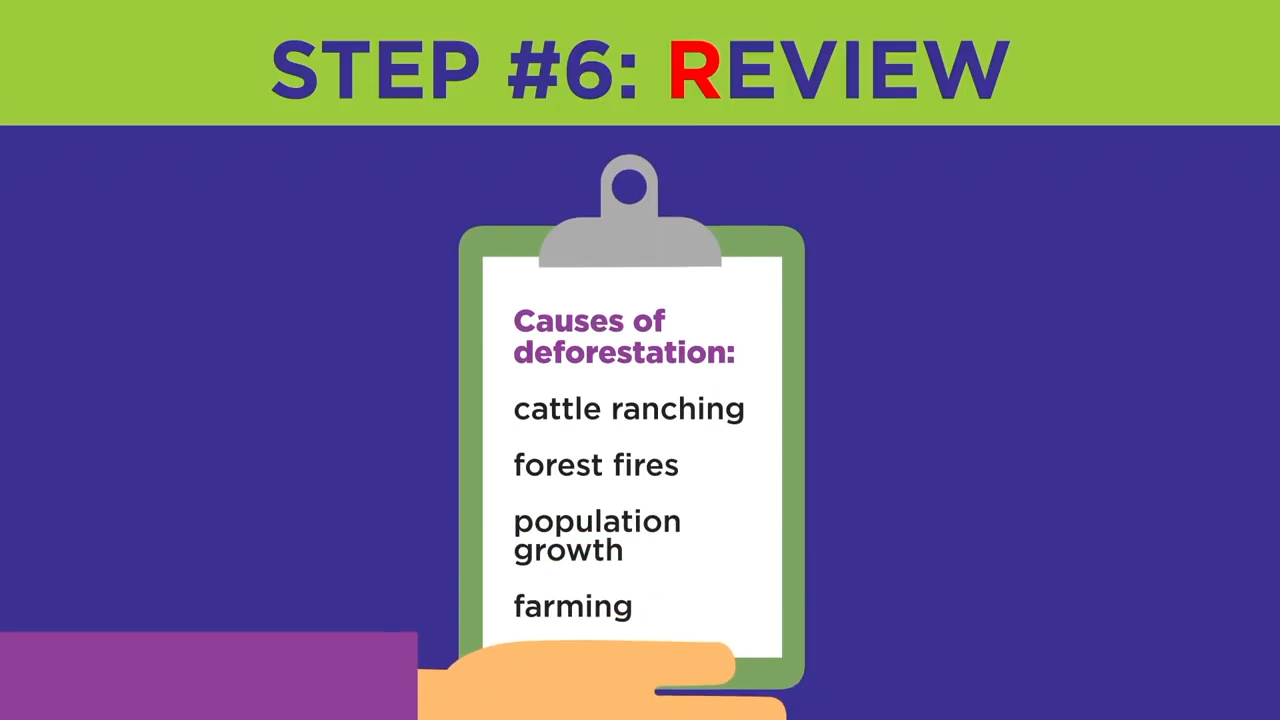 STEP #6: REVIEW
Causes of
deforestation:
cattle ranching
forest fires
population
growth
farming